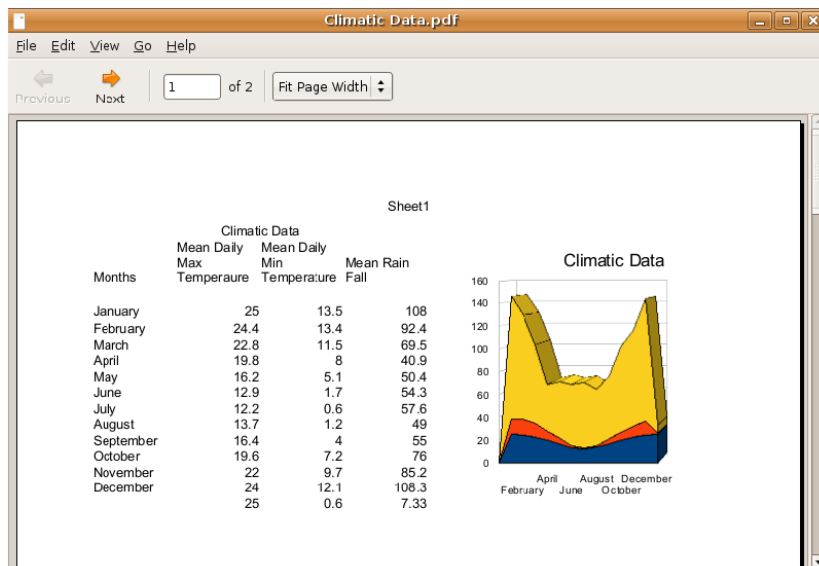 Climatic Data.pdf
File Edit View Go Help
Previous Next 1 of 2 Fit Page Width
Sheet1
Climatic Data
Mean Daily Mean Daily
Max Min Mean Rain
Months Temperaure Temperature Fall
January 25 13.5 108
February 24.4 13.4 92.4
March 22.8 11.5 69.5
April 19.8 8 40.9
May 16.2 5.1 50.4
June 12.9 1.7 54.3
July 12.2 0.6 57.6
August 13.7 1.2 49
September 16.4 4 55
October 19.6 7.2 76
November 22 9.7 85.2
December 24 12.1 108.3
25 0.6 7.33
Climatic Data
160
140
120
100
80
60
40
20
0
April August December
February June October